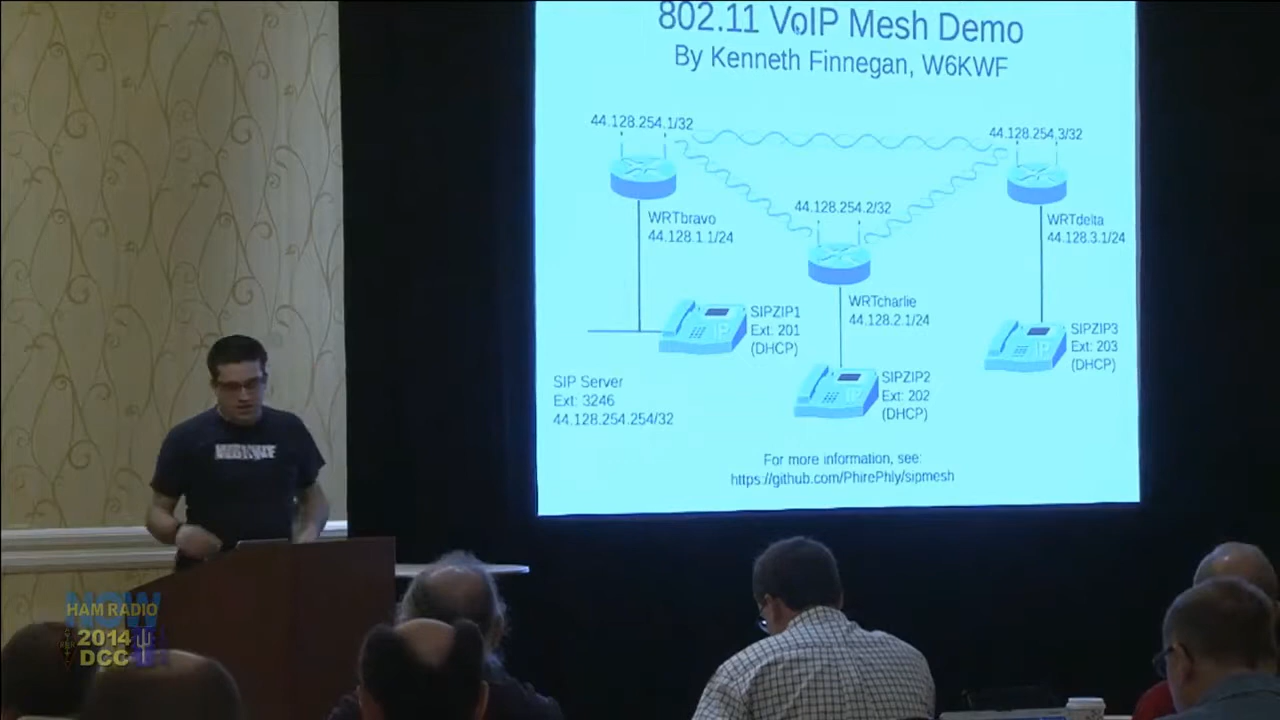 802.11 VoIP Mesh Demo
By Kenneth Finnegan, W6KWF
44.128.254.1/32
44.128.254.3/32
44.128.254.2/32
WRTbravo
44.128.1.1/24
WRTdelta
44.128.3.1/24
WRTcharlie
44.128.2.1/24
SIPZIP1
Ext: 201
(DHCP)
SIPZIP3
Ext: 203
(DHCP)
SIPZIP2
Ext: 202
(DHCP)
SIP Server
Ext: 3246
44.128.254.254/32
IP
IP
IP
For more information, see:
https://github.com/PhirePhly/sipmesh
W6KWF
NOW
HAM RADIO
2014
DCC